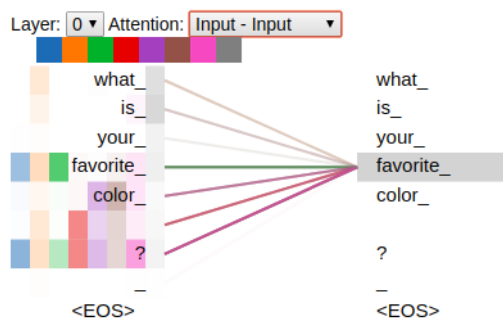 Layer: 0 Attention: Input - Input
what_ what_
is_ is_
your_ your_
favorite_ favorite_
color_ color_
? ?
_ _
<EOS> <EOS>